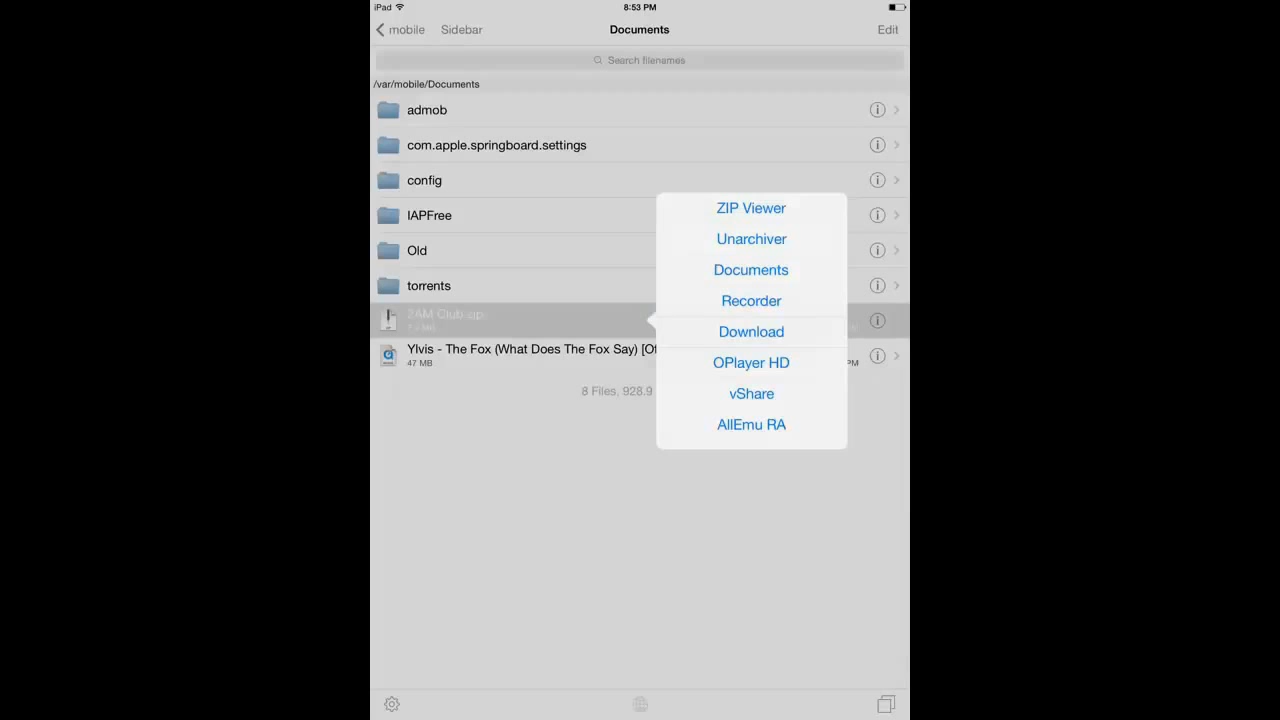 iPad
8:53 PM
mobile
Sidebar
Documents
Edit
Search filenames
/var/mobile/Documents
admob
com.apple.springboard.settings
config
IAPFree
Old
torrents
2AM Club
Ylvis - The Fox (What Does The Fox Say) [Of
47 MB
PM
8 Files, 928.9
ZIP Viewer
Unarchiver
Documents
Recorder
Download
OPlayer HD
vShare
AllEmu RA